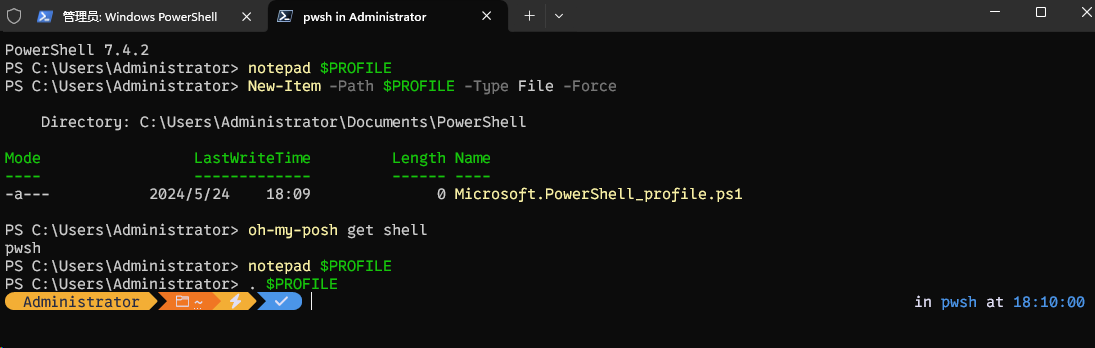 管理员: Windows PowerShell
pwsh in Administrator
PowerShell 7.4.2
PS C:\Users\Administrator> notepad $PROFILE
PS C:\Users\Administrator> New-Item -Path $PROFILE -Type File -Force
Directory: C:\Users\Administrator\Documents\PowerShell
Mode                 LastWriteTime         Length Name
----                 -------------         ------ ----
-a---           2024/5/24    18:09              0 Microsoft.PowerShell_profile.ps1
PS C:\Users\Administrator> oh-my-posh get shell
pwsh
PS C:\Users\Administrator> notepad $PROFILE
PS C:\Users\Administrator> . $PROFILE
Administrator ~ in pwsh at 18:10:00